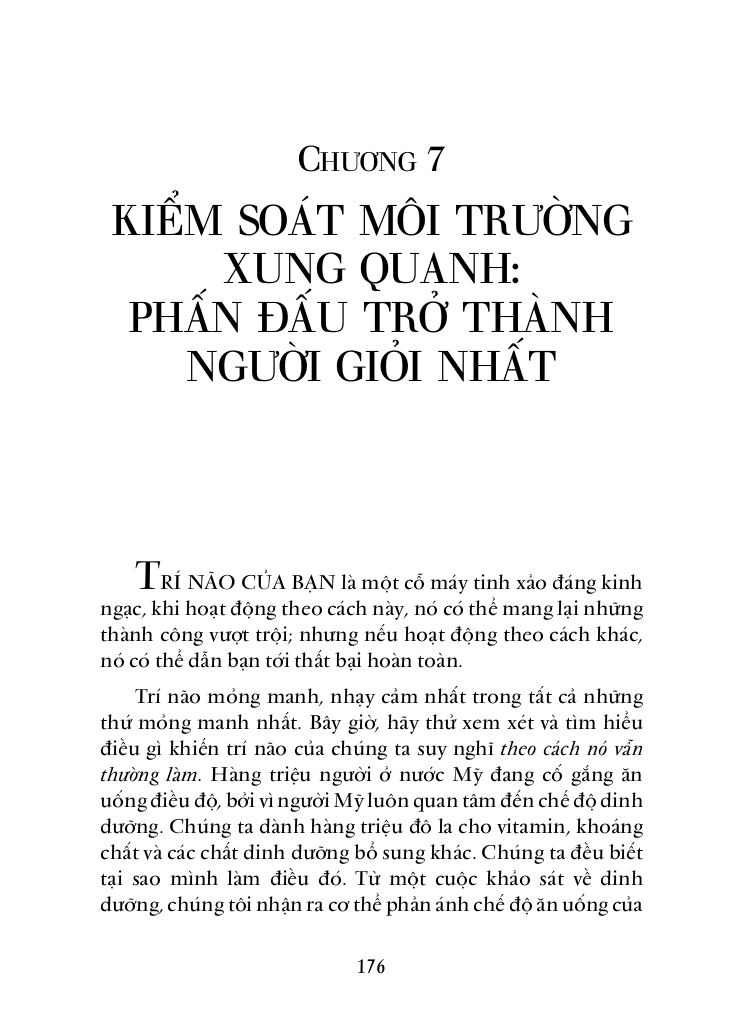 CHƯƠNG 7
KIỂM SOÁT MÔI TRƯỜNG
XUNG QUANH:
PHẤN ĐẤU TRỞ THÀNH
NGƯỜI GIỎI NHẤT
TRÍ NÃO CỦA BẠN là một cỗ máy tinh xảo đáng kinh
ngạc, khi hoạt động theo cách này, nó có thể mang lại những
thành công vượt trội; nhưng nếu hoạt động theo cách khác,
nó có thể dẫn bạn tới thất bại hoàn toàn.
Trí não mỏng manh, nhạy cảm nhất trong tất cả những
thứ mỏng manh nhất. Bây giờ, hãy thử xem xét và tìm hiểu
điều gì khiến trí não của chúng ta suy nghĩ theo cách nó vẫn
thường làm. Hàng triệu người ở nước Mỹ đang cố gắng ăn
uống điều độ, bởi vì người Mỹ luôn quan tâm đến chế độ dinh
dưỡng. Chúng ta dành hàng triệu đô la cho vitamin, khoáng
chất và các chất dinh dưỡng bổ sung khác. Chúng ta đều biết
tại sao mình làm điều đó. Từ một cuộc khảo sát về dinh
dưỡng, chúng tôi nhận ra cơ thể phản ánh chế độ ăn uống của
176